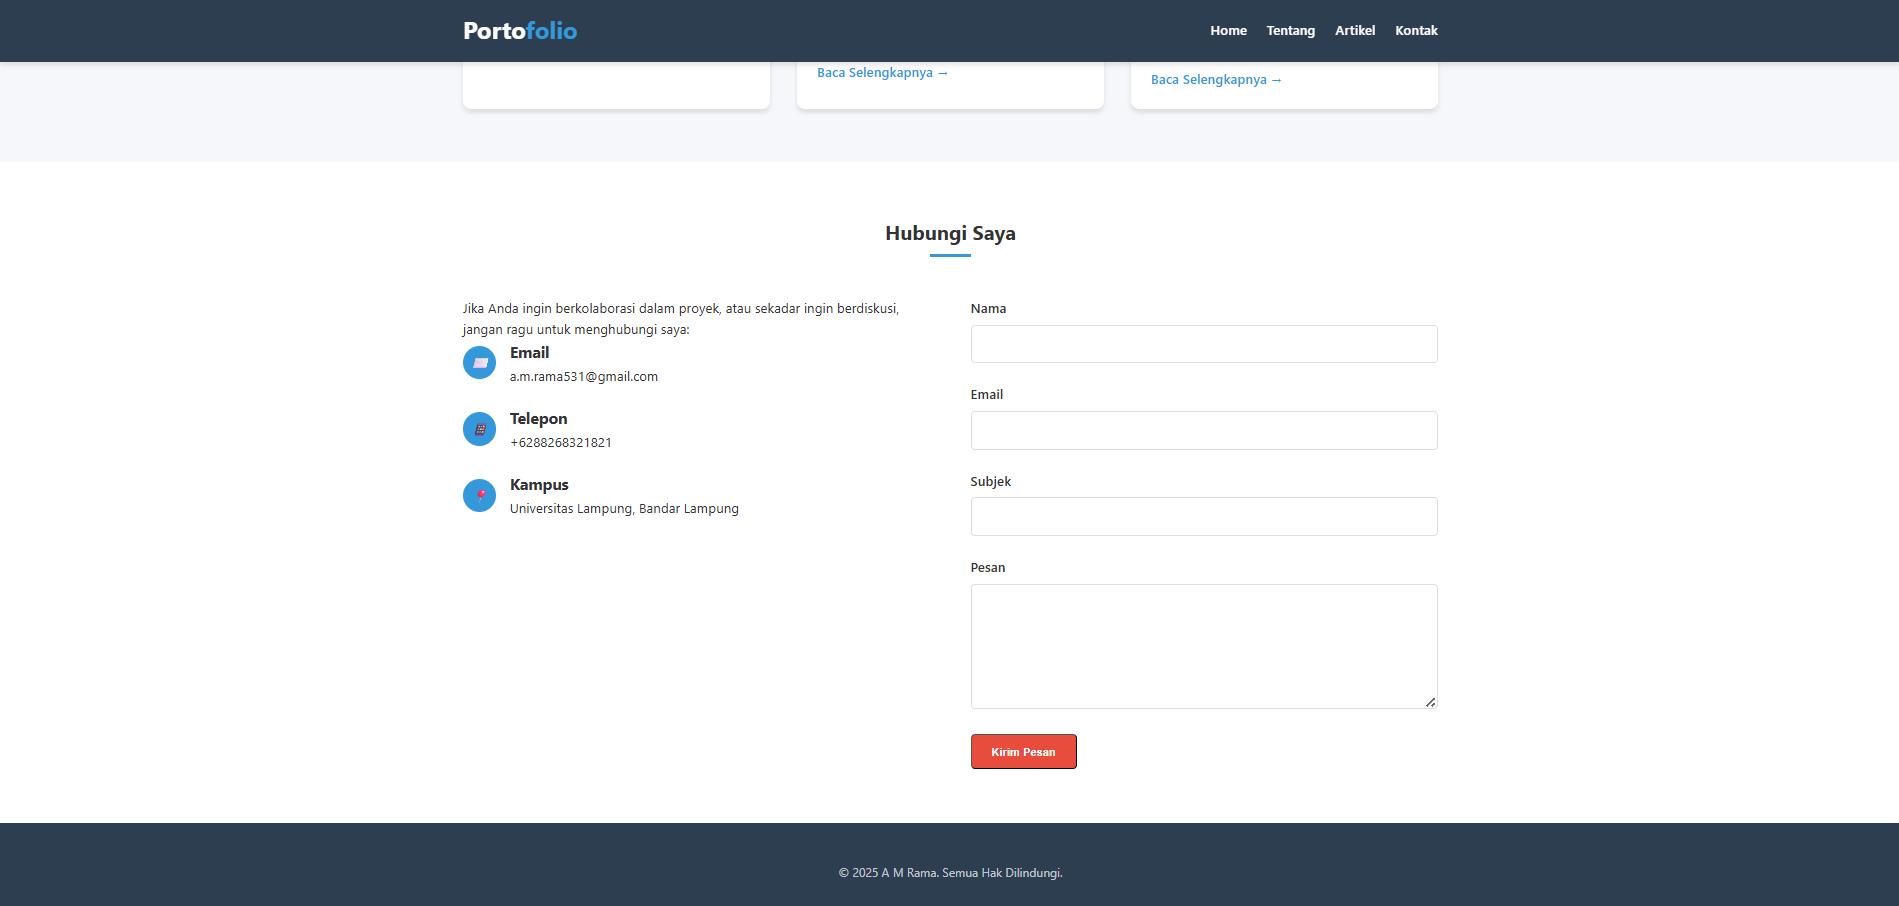 Portofolio
Home Tentang Artikel Kontak
Baca Selengkapnya →
Baca Selengkapnya →
Hubungi Saya
Jika Anda ingin berkolaborasi dalam proyek, atau sekadar ingin berdiskusi,
jangan ragu untuk menghubungi saya:
Email
a.m.rama531@gmail.com
Telepon
+6288268321821
Kampus
Universitas Lampung, Bandar Lampung
Nama
Email
Subjek
Pesan
Kirim Pesan
© 2025 A M Rama. Semua Hak Dilindungi.